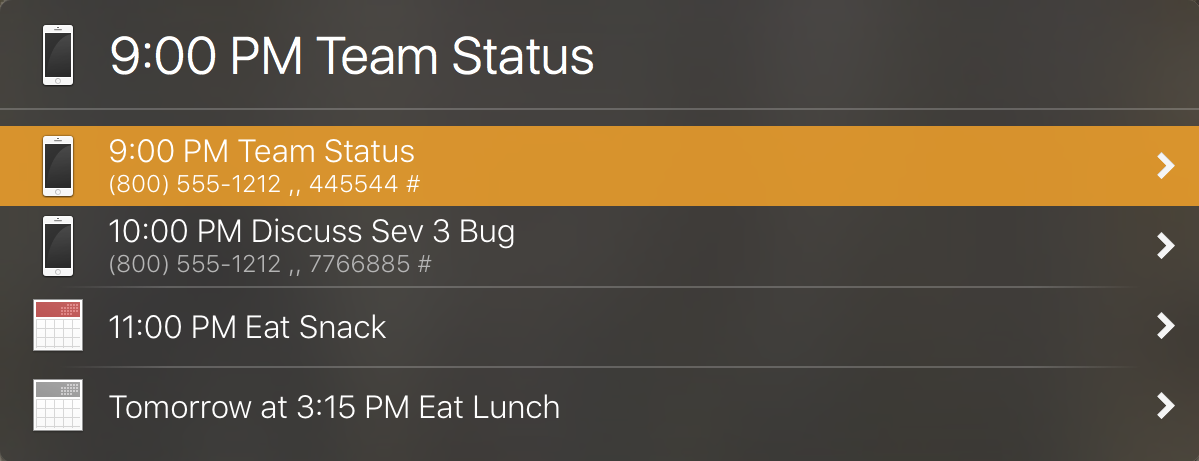 9:00 PM Team Status
9:00 PM Team Status
(800) 555-1212 ,, 445544 #
10:00 PM Discuss Sev 3 Bug
(800) 555-1212 ,, 7766885 #
11:00 PM Eat Snack
Tomorrow at 3:15 PM Eat Lunch